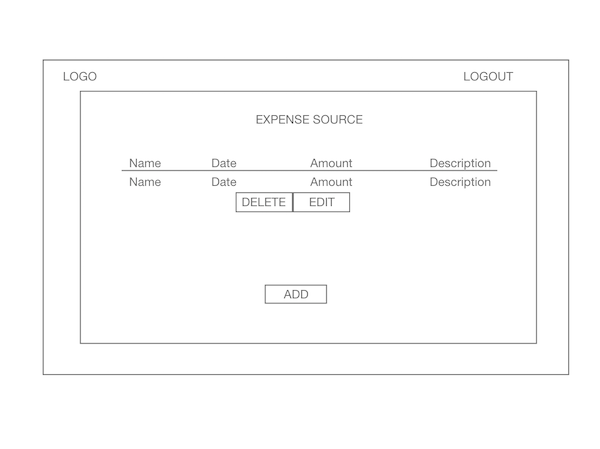 LOGO LOGOUT
EXPENSE SOURCE
Name Date Amount Description
Name Date Amount Description
DELETE EDIT
ADD